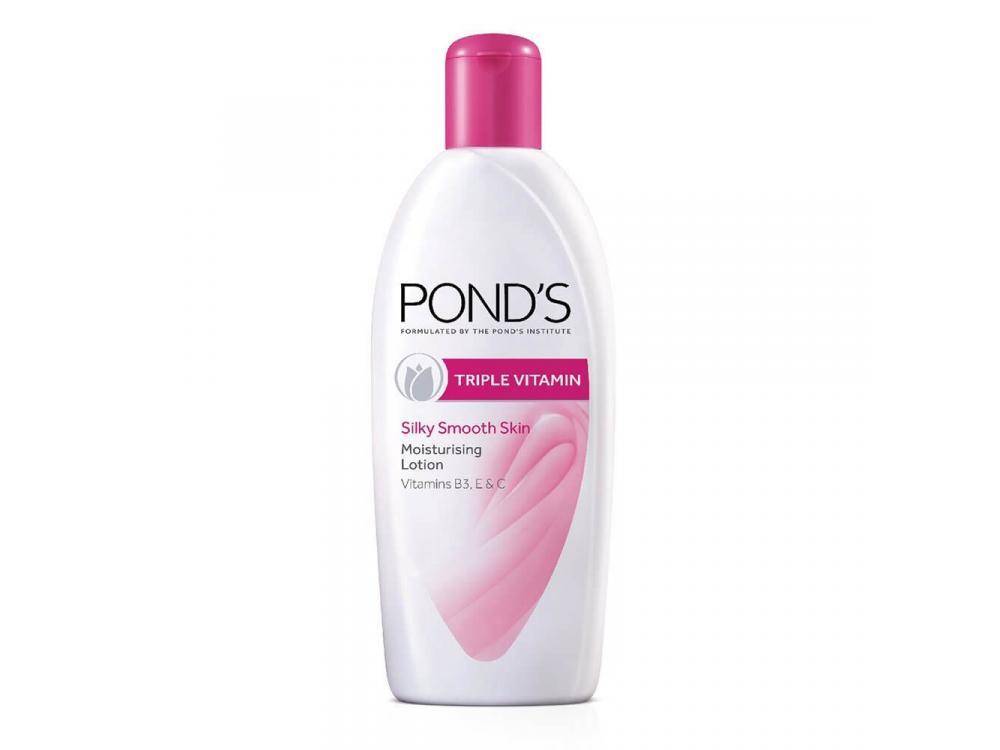 POND'S
FORMULATED BY THE POND'S INSTITUTE
TRIPLE VITAMIN
Silky Smooth Skin
Moisturising
Lotion
Vitamins B3, E & C